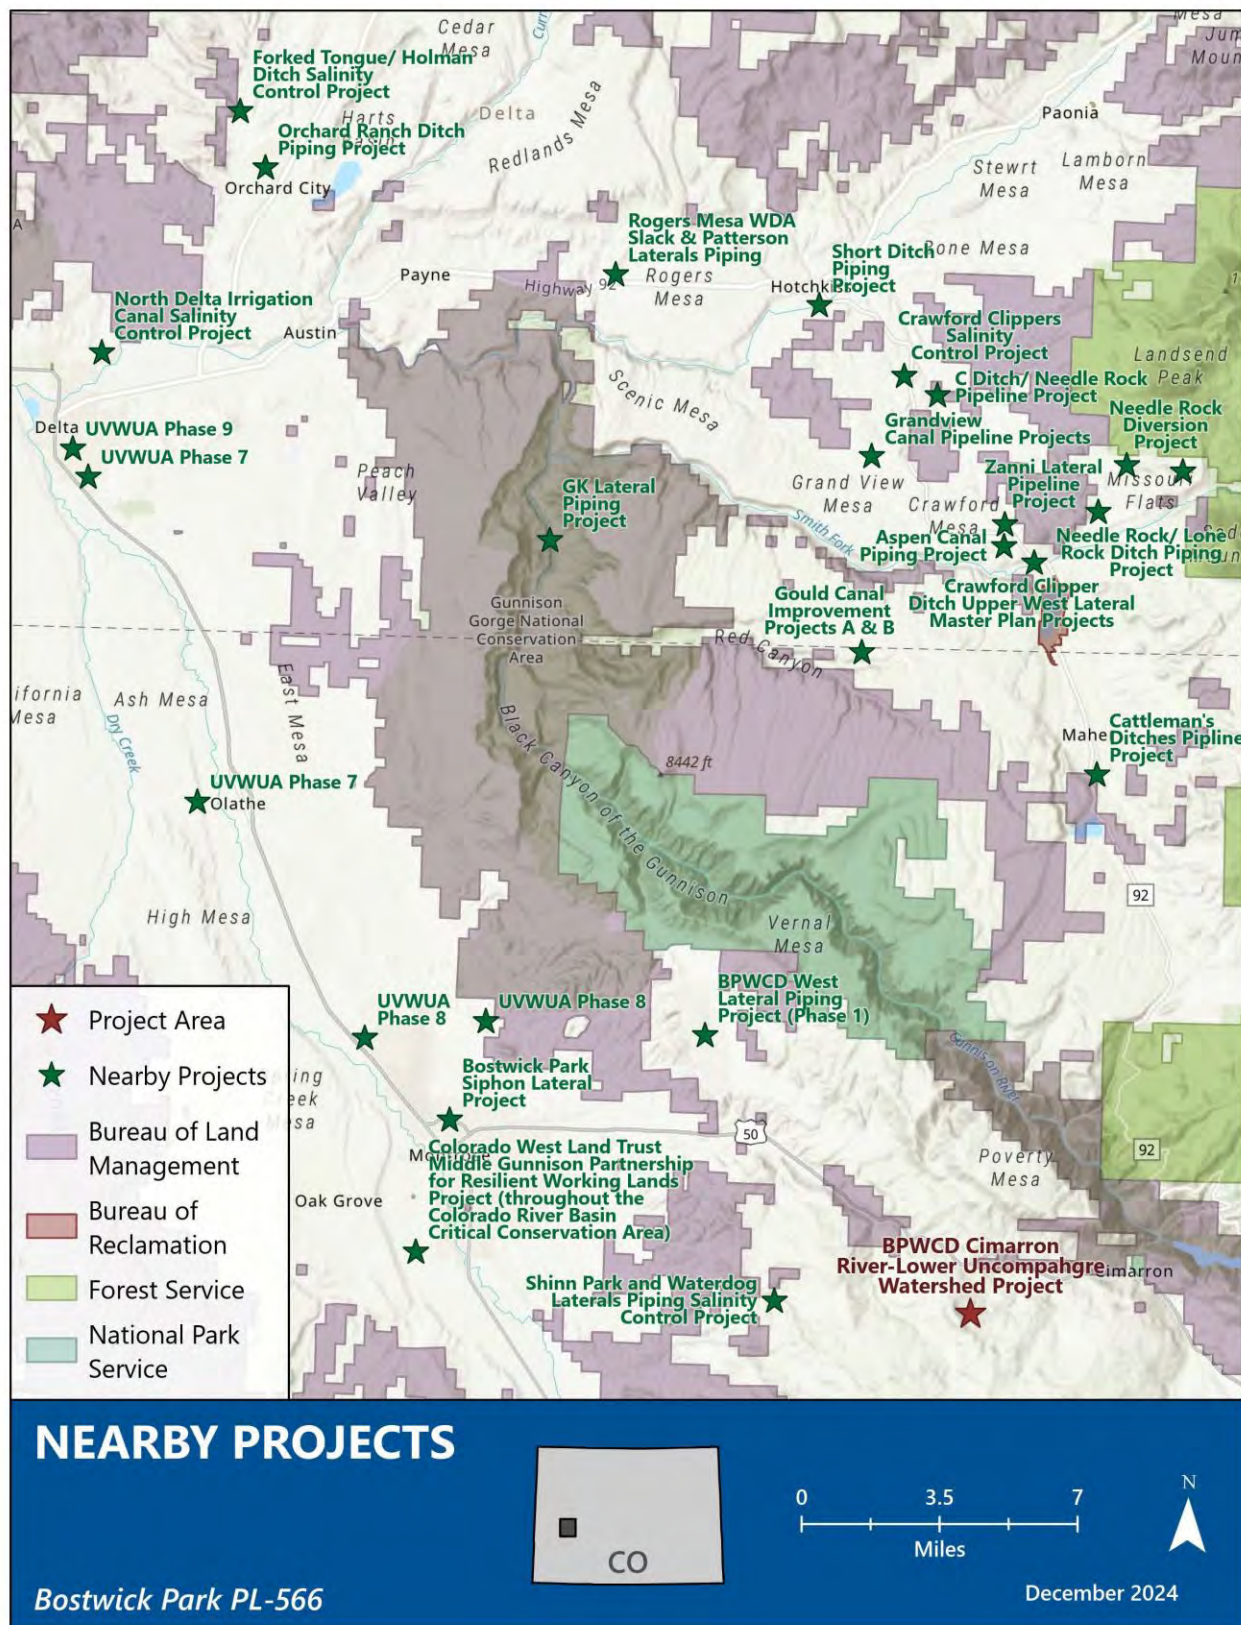 Cedar
Mesa
Forked Tongue/ Holman
Ditch Salinity
Control Project
Harts
Delta
Redlands Mesa
Mesa
Paonia
Orchard Ranch Ditch
Piping Project
Orchard City
Stewrt
Mesa
Lamborn
Mesa
Rogers Mesa WDA
Slack & Patterson
Laterals Piping
Rogers
Mesa
Short Ditch
Piping
Project
Payne
Highway 92
North Delta Irrigation
Canal Salinity
Control Project
Austin
Crawford Clippers
Salinity
Control Project
Landsend
Peak
C Ditch/ Needle Rock
Pipeline Project
Scenic Mesa
Needle Rock
Diversion
Project
Grandview
Canal Pipeline Projects
Delta
UVWUA Phase 9
UVWUA Phase 7
Peach
Valley
GK Lateral
Piping
Project
Grand View
Mesa
Zanni Lateral
Pipeline
Project
Flats
Crawford
Mesa
Smith Fork
Aspen Canal
Piping Project
Needle Rock/ Lone
Rock Ditch Piping
Project
Gould Canal
Improvement
Projects A & B
Crawford Clipper
Ditch Upper West Lateral
Master Plan Projects
Gunnison
Gorge National
Conservation
Area
Red Canyon
Mesa
Ash Mesa
East Mesa
Dry Creek
Cattleman's
Ditches Pipline
Project
8442 ft
UVWUA Phase 7
Olathe
Black Canyon of the Gunnison
92
High Mesa
Vernal
Mesa
BPWCD West
Lateral Piping
Project (Phase 1)
UVWUA
Phase 8
UVWUA Phase 8
Gunnison River
Bostwick Park
Siphon Lateral
Project
50
92
Poverty
Mesa
Colorado West Land Trust
Middle Gunnison Partnership
for Resilient Working Lands
Project (throughout the
Colorado River Basin
Critical Conservation Area)
Oak Grove
BPWCD Cimarron
River-Lower Uncompahgre
Watershed Project
Cimarron
Shinn Park and Waterdog
Laterals Piping Salinity
Control Project
Mesa
Project Area
Nearby Projects
Bureau of Land
Management
Bureau of
Reclamation
Forest Service
National Park
Service
NEARBY PROJECTS
CO
0 3.5 7
Miles
N
Bostwick Park PL-566
December 2024